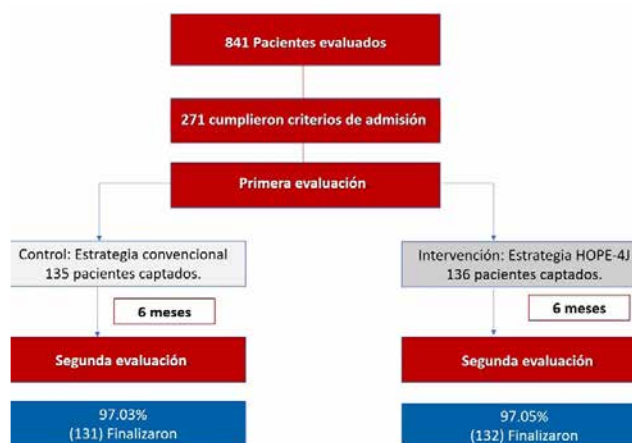 841 Pacientes evaluados
271 cumplieron criterios de admisión
Primera evaluación
Control: Estrategia convencional
135 pacientes captados.
Intervención: Estrategia HOPE-4J
136 pacientes captados.
6 meses
6 meses
Segunda evaluación
Segunda evaluación
97.03%
(131) Finalizaron
97.05%
(132) Finalizaron